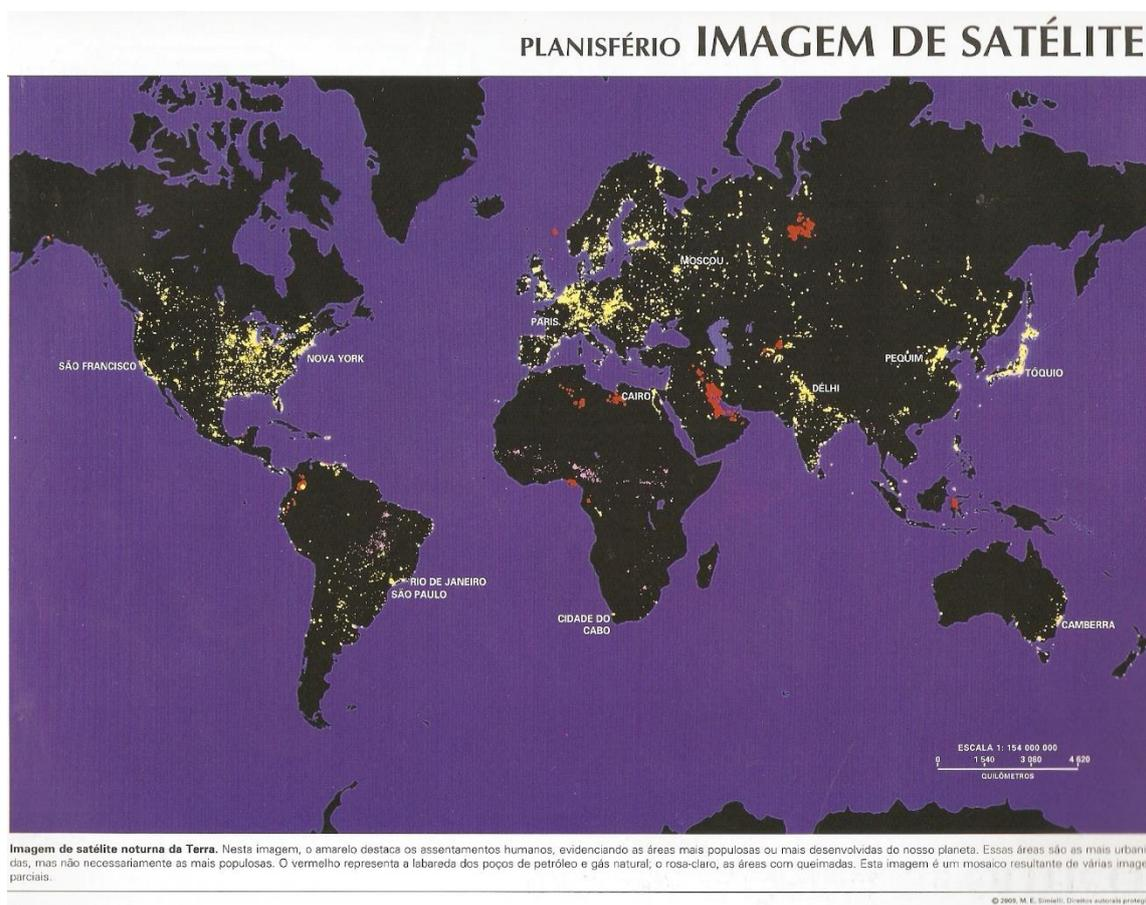 PLANISFÉRIO IMAGEM DE SATÉLITE
MOSCOU
PARIS
SÃO FRANCISCO
NOVA YORK
PEQUIM
TÓQUIO
DÉLHI
CAIRO
RIO DE JANEIRO
SÃO PAULO
CIDADE DO
CABO
CAMBERRA
ESCALA 1: 154 000 000
0 1 540 3 080 4 620
QUILÔMETROS
Imagem de satélite noturna da Terra. Nesta imagem, o amarelo destaca os assentamentos humanos, evidenciando as áreas mais populosas ou mais desenvolvidas do nosso planeta. Essas áreas são as mais urbani
das, mas não necessariamente as mais populosas. O vermelho representa a labareda dos poços de petróleo e gás natural; o rosa-claro, as áreas com queimadas. Esta imagem é um mosaico resultante de várias image
parciais.
© 2009, M. E. Simielli, Direitos autorais proteg